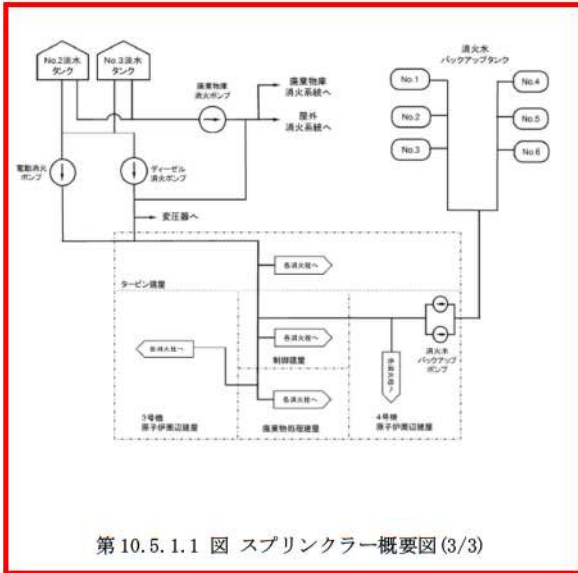 No.2淡水
タンク
No.3淡水
タンク
消火水
バックアップタンク
No.1
No.4
No.2
No.5
No.3
No.6
廃棄物庫
消火ポンプ
廃棄物庫
消火系統へ
屋外
消火系統へ
電動消火
ポンプ
ディーゼル
消火ポンプ
変圧器へ
各消火栓へ
タービン建屋
各消火栓へ
各消火栓へ
制御建屋
消火水
バックアップ
ポンプ
各消火栓へ
各消火栓へ
3号機
原子炉周辺建屋
廃棄物処理建屋
4号機
原子炉周辺建屋
第 10.5.1.1 図 スプリンクラー概要図(3/3)